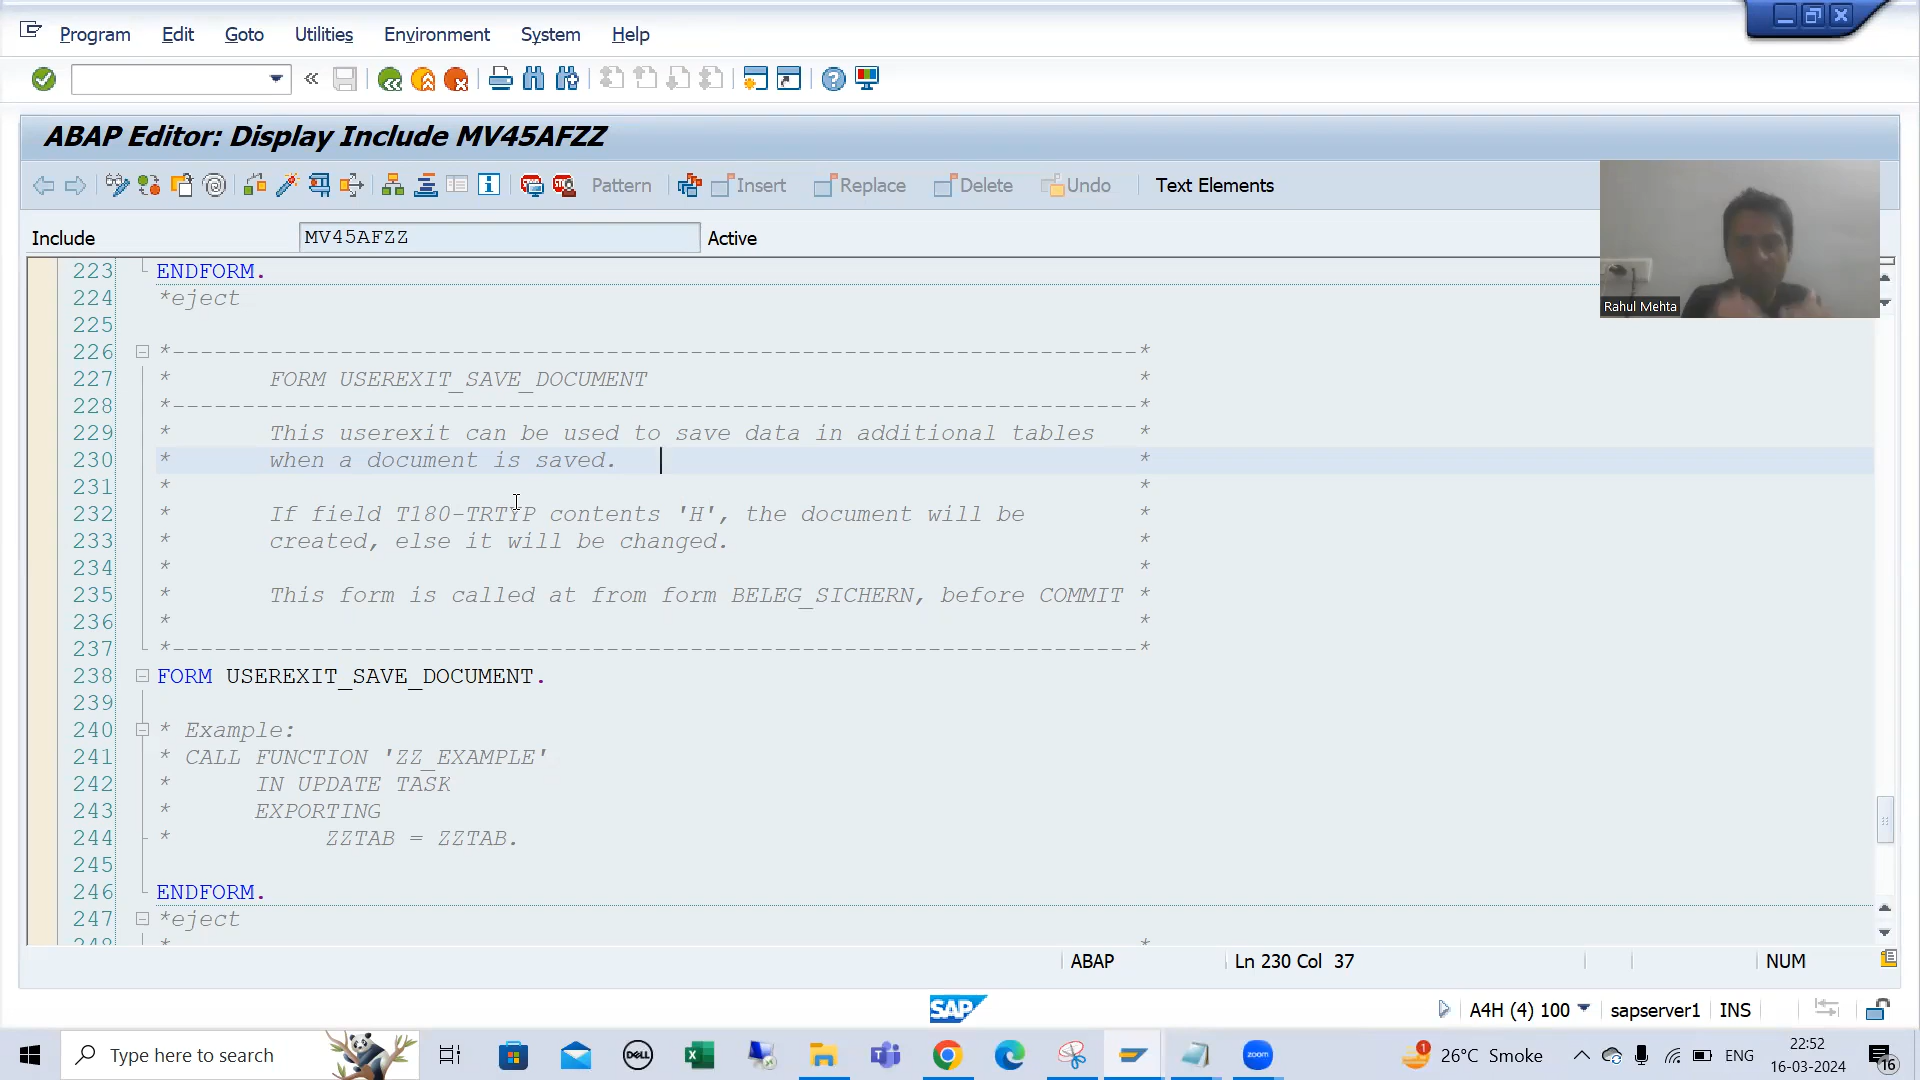 Program Edit Goto Utilities Environment System Help
ABAP Editor: Display Include MV45AFZZ
Pattern Insert Replace Delete Undo Text Elements
Include MV45AFZZ Active
Rahul Mehta
223 ENDFORM.
224 *eject
225
226 *---------------------------------------------------------------------*
227 * FORM USEREXIT_SAVE_DOCUMENT *
228 *---------------------------------------------------------------------*
229 * This userexit can be used to save data in additional tables *
230 * when a document is saved. *
231 * *
232 * If field T180-TRTYP contents 'H', the document will be *
233 * created, else it will be changed. *
234 * *
235 * This form is called at from form BELEG_SICHERN, before COMMIT *
236 * *
237 *---------------------------------------------------------------------*
238 FORM USEREXIT_SAVE_DOCUMENT.
239
240 * Example:
241 * CALL FUNCTION 'ZZ_EXAMPLE'
242 * IN UPDATE TASK
243 * EXPORTING
244 * ZZTAB = ZZTAB.
245
246 ENDFORM.
247 *eject
248 * *
ABAP Ln 230 Col 37 NUM
SAP A4H (4) 100 sapserver1 INS
Type here to search DELL zoom 1 26°C Smoke ENG 22:52
16-03-2024 16